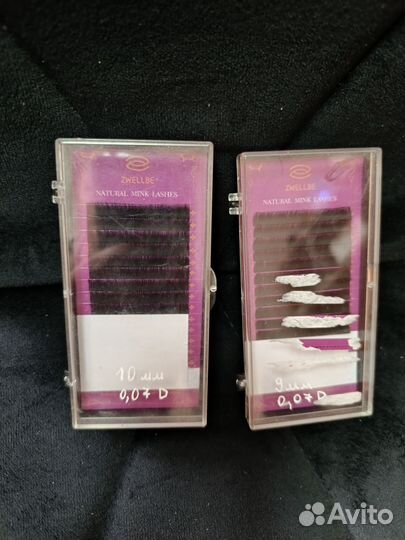 ZWELLBE
NATURAL MINK LASHES
10 мм
0,07 D
ZWELLBE
NATURAL MINK LASHES
9 мм
0,07 D
Avito